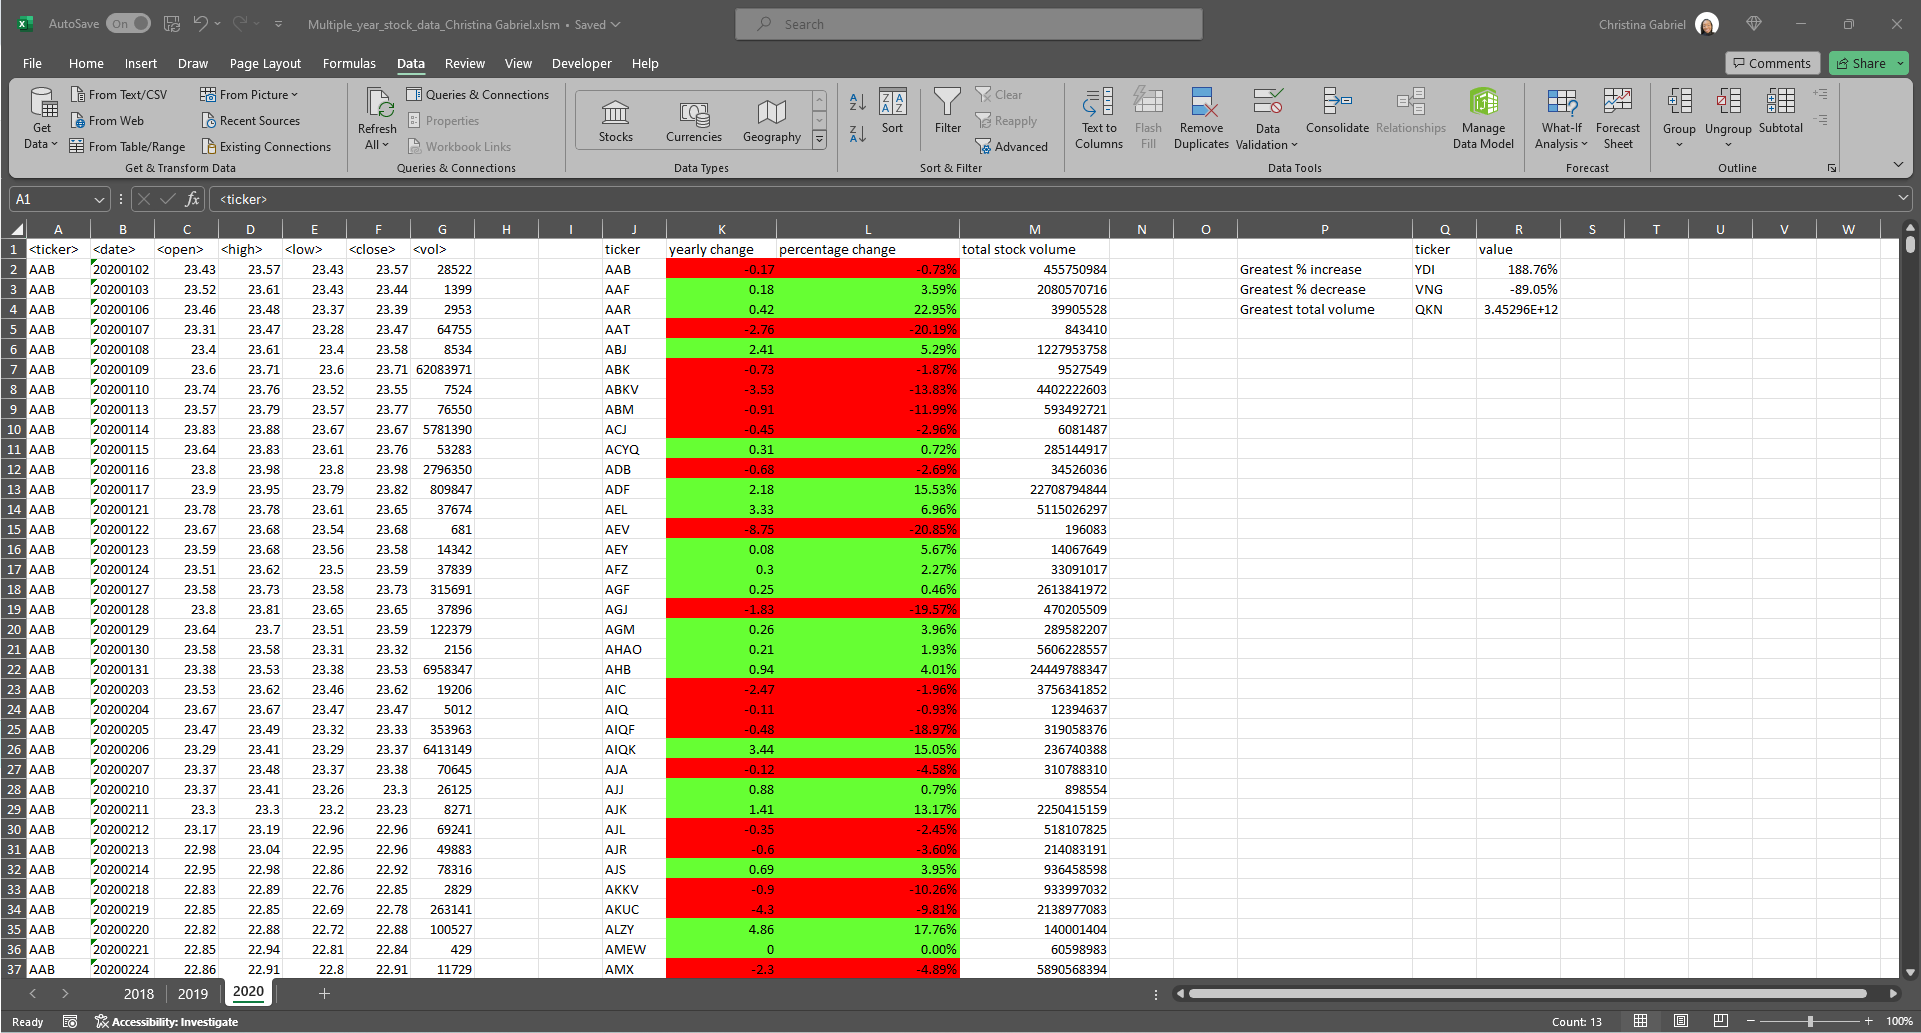 AutoSave On Multiple_year_stock_data_Christina Gabriel.xlsm • Saved Search Christina Gabriel
File Home Insert Draw Page Layout Formulas Data Review View Developer Help Comments Share
Get Data From Text/CSV From Web From Table/Range From Picture Recent Sources Existing Connections Refresh All Queries & Connections Properties Workbook Links Stocks Currencies Geography Sort Filter Clear Reapply Advanced Text to Columns Flash Fill Remove Duplicates Data Validation Consolidate Relationships Manage Data Model What-If Analysis Forecast Sheet Group Ungroup Subtotal
Get & Transform Data Queries & Connections Data Types Sort & Filter Data Tools Forecast Outline
A1 fx <ticker>
A B C D E F G H I J K L M N O P Q R S T U V W
1 <ticker> <date> <open> <high> <low> <close> <vol> ticker yearly change percentage change total stock volume ticker value
2 AAB 20200102 23.43 23.57 23.43 23.57 28522 AAB -0.17 -0.73% 455750984 Greatest % increase YDI 188.76%
3 AAB 20200103 23.52 23.61 23.43 23.44 1399 AAF 0.18 3.59% 2080570716 Greatest % decrease VNG -89.05%
4 AAB 20200106 23.46 23.48 23.37 23.39 2953 AAR 0.42 22.95% 39905528 Greatest total volume QKN 3.45296E+12
5 AAB 20200107 23.31 23.47 23.28 23.47 64755 AAT -2.76 -20.19% 843410
6 AAB 20200108 23.4 23.61 23.4 23.58 8534 ABJ 2.41 5.29% 1227953758
7 AAB 20200109 23.6 23.71 23.6 23.71 62083971 ABK -0.73 -1.87% 9527549
8 AAB 20200110 23.74 23.76 23.52 23.55 7524 ABKV -3.53 -13.83% 4402222603
9 AAB 20200113 23.57 23.79 23.57 23.77 76550 ABM -0.91 -11.99% 593492721
10 AAB 20200114 23.83 23.88 23.67 23.67 5781390 ACJ -0.45 -2.96% 6081487
11 AAB 20200115 23.64 23.83 23.61 23.76 53283 ACYQ 0.31 0.72% 285144917
12 AAB 20200116 23.8 23.98 23.8 23.98 2796350 ADB -0.68 -2.69% 34526036
13 AAB 20200117 23.9 23.95 23.79 23.82 809847 ADF 2.18 15.53% 22708794844
14 AAB 20200121 23.78 23.78 23.61 23.65 37674 AEL 3.33 6.96% 5115026297
15 AAB 20200122 23.67 23.68 23.54 23.68 681 AEV -8.75 -20.85% 196083
16 AAB 20200123 23.59 23.68 23.56 23.58 14342 AEY 0.08 5.67% 14067649
17 AAB 20200124 23.51 23.62 23.5 23.59 37839 AFZ 0.3 2.27% 33091017
18 AAB 20200127 23.58 23.73 23.58 23.73 315691 AGF 0.25 0.46% 2613841972
19 AAB 20200128 23.8 23.81 23.65 23.65 37896 AGJ -1.83 -19.57% 470205509
20 AAB 20200129 23.64 23.7 23.51 23.59 122379 AGM 0.26 3.96% 289582207
21 AAB 20200130 23.58 23.58 23.31 23.32 2156 AHAO 0.21 1.93% 5606228557
22 AAB 20200131 23.38 23.53 23.38 23.53 6958347 AHB 0.94 4.01% 24449788347
23 AAB 20200203 23.53 23.62 23.46 23.62 19206 AIC -2.47 -1.96% 3756341852
24 AAB 20200204 23.67 23.67 23.47 23.47 5012 AIQ -0.11 -0.93% 12394637
25 AAB 20200205 23.47 23.49 23.32 23.33 353963 AIQF -0.48 -18.97% 319058376
26 AAB 20200206 23.29 23.41 23.29 23.37 6413149 AIQK 3.44 15.05% 236740388
27 AAB 20200207 23.37 23.48 23.37 23.38 70645 AJA -0.12 -4.58% 310788310
28 AAB 20200210 23.37 23.41 23.26 23.3 26125 AJJ 0.88 0.79% 898554
29 AAB 20200211 23.3 23.3 23.2 23.23 8271 AJK 1.41 13.17% 2250415159
30 AAB 20200212 23.17 23.19 22.96 22.96 69241 AJL -0.35 -2.45% 518107825
31 AAB 20200213 22.98 23.04 22.95 22.96 49883 AJR -0.6 -3.60% 214083191
32 AAB 20200214 22.95 22.98 22.86 22.92 78316 AJS 0.69 3.95% 936458598
33 AAB 20200218 22.83 22.89 22.76 22.85 2829 AKKV -0.9 -10.26% 933997032
34 AAB 20200219 22.85 22.85 22.69 22.78 263141 AKUC -4.3 -9.81% 2138977083
35 AAB 20200220 22.82 22.88 22.72 22.88 100527 ALZY 4.86 17.76% 140001404
36 AAB 20200221 22.85 22.94 22.81 22.84 429 AMEW 0 0.00% 60598983
37 AAB 20200224 22.86 22.91 22.8 22.91 11729 AMX -2.3 -4.89% 5890568394
2018 2019 2020
Ready Accessibility: Investigate Count: 13 100%